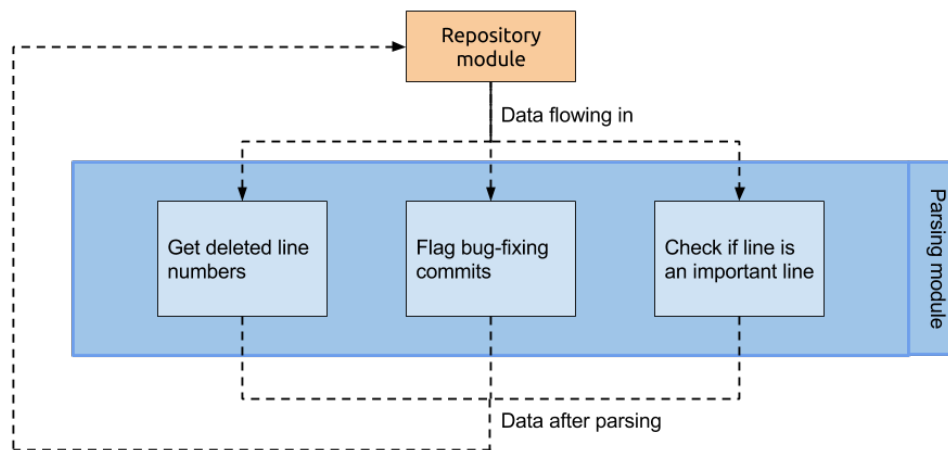 Repository
module
Data flowing in
Get deleted line
numbers
Flag bug-fixing
commits
Check if line is
an important line
Parsing module
Data after parsing